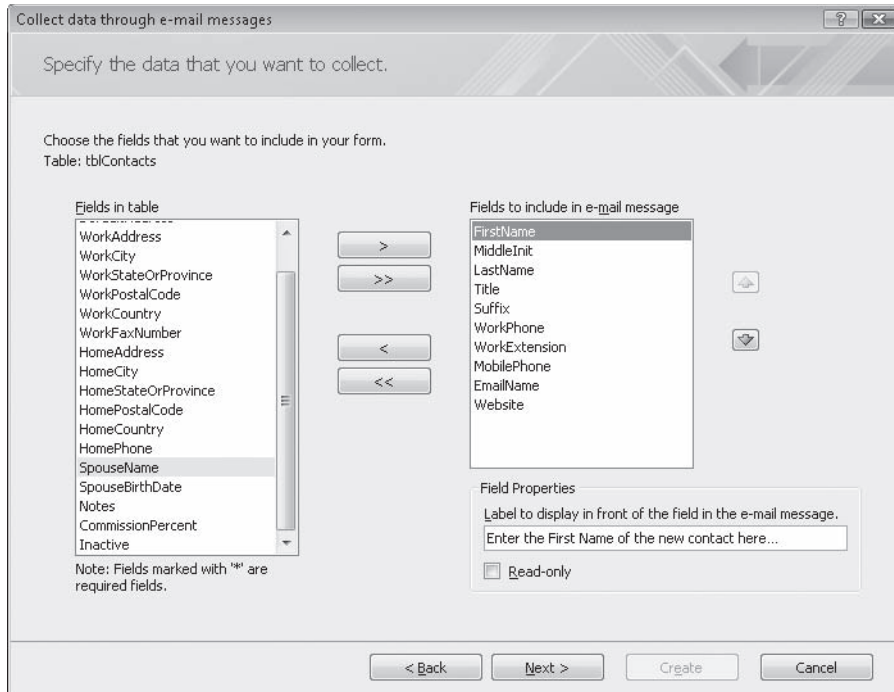 Collect data through e-mail messages
Specify the data that you want to collect.
Choose the fields that you want to include in your form.
Table: tblContacts
Fields in table
WorkAddress
WorkCity
WorkStateOrProvince
WorkPostalCode
WorkCountry
WorkFaxNumber
HomeAddress
HomeCity
HomeStateOrProvince
HomePostalCode
HomeCountry
HomePhone
SpouseName
SpouseBirthDate
Notes
CommissionPercent
Inactive
Note: Fields marked with '*' are
required fields.
>
>>
<
<<
Fields to include in e-mail message
FirstName
MiddleInit
LastName
Title
Suffix
WorkPhone
WorkExtension
MobilePhone
EmailName
Website
Field Properties
Label to display in front of the field in the e-mail message.
Enter the First Name of the new contact here...
Read-only
< Back
Next >
Create
Cancel